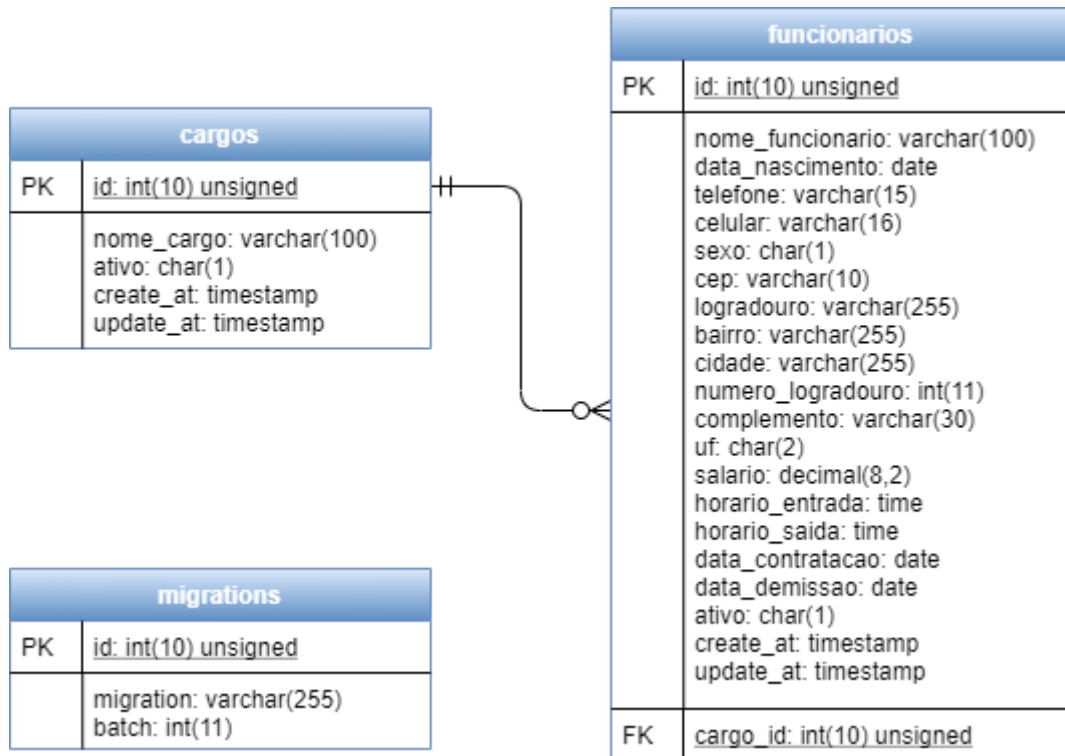 cargos
PK id: int(10) unsigned
nome_cargo: varchar(100)
ativo: char(1)
create_at: timestamp
update_at: timestamp
migrations
PK id: int(10) unsigned
migration: varchar(255)
batch: int(11)
funcionarios
PK id: int(10) unsigned
nome_funcionario: varchar(100)
data_nascimento: date
telefone: varchar(15)
celular: varchar(16)
sexo: char(1)
cep: varchar(10)
logradouro: varchar(255)
bairro: varchar(255)
cidade: varchar(255)
numero_logradouro: int(11)
complemento: varchar(30)
uf: char(2)
salario: decimal(8,2)
horario_entrada: time
horario_saida: time
data_contratacao: date
data_demissao: date
ativo: char(1)
create_at: timestamp
update_at: timestamp
FK cargo_id: int(10) unsigned